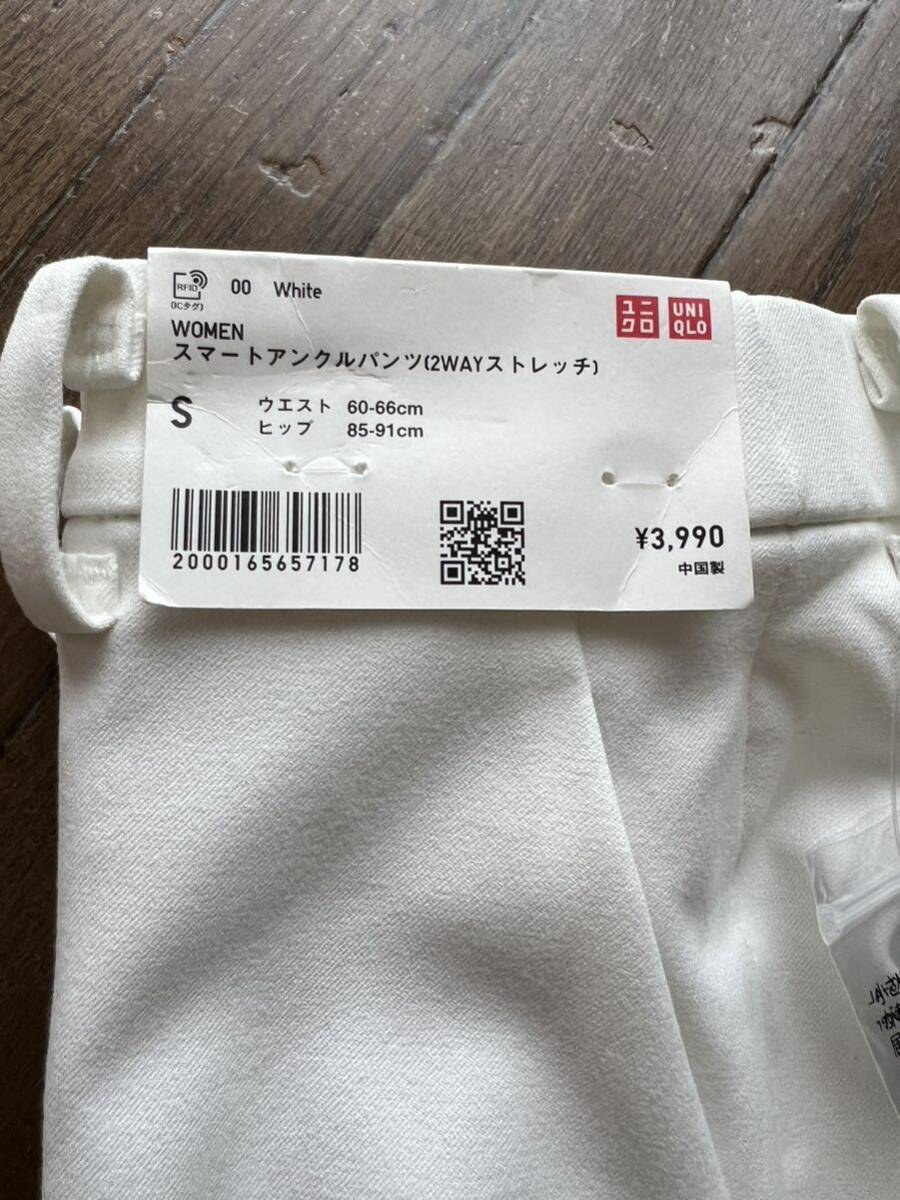 RFID
(ICタグ)
00 White
ユニ
クロ
UNI
QLO
WOMEN
スマートアンクルパンツ(2WAYストレッチ)
S
ウエスト 60-66cm
ヒップ 85-91cm
2000165657178
¥3,990
中国製